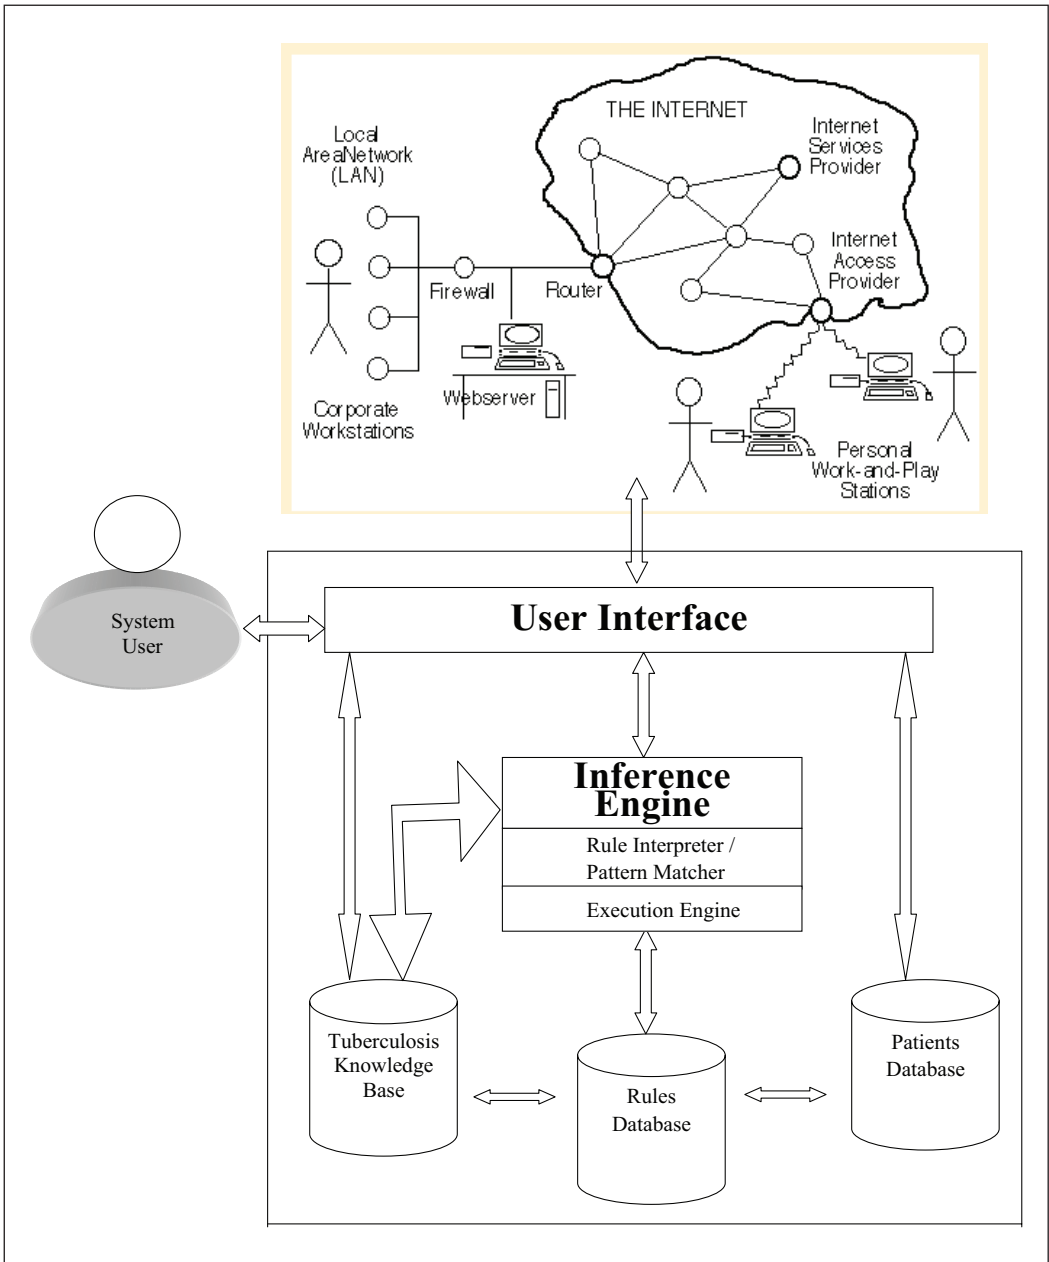 THE INTERNET
Local
AreaNetwork
(LAN)
Internet
Services
Provider
Internet
Access
Provider
Firewall
Router
Webserver
Corporate
Workstations
Personal
Work-and-Play
Stations
System
User
User Interface
Inference
Engine
Rule Interpreter /
Pattern Matcher
Execution Engine
Tuberculosis
Knowledge
Base
Rules
Database
Patients
Database